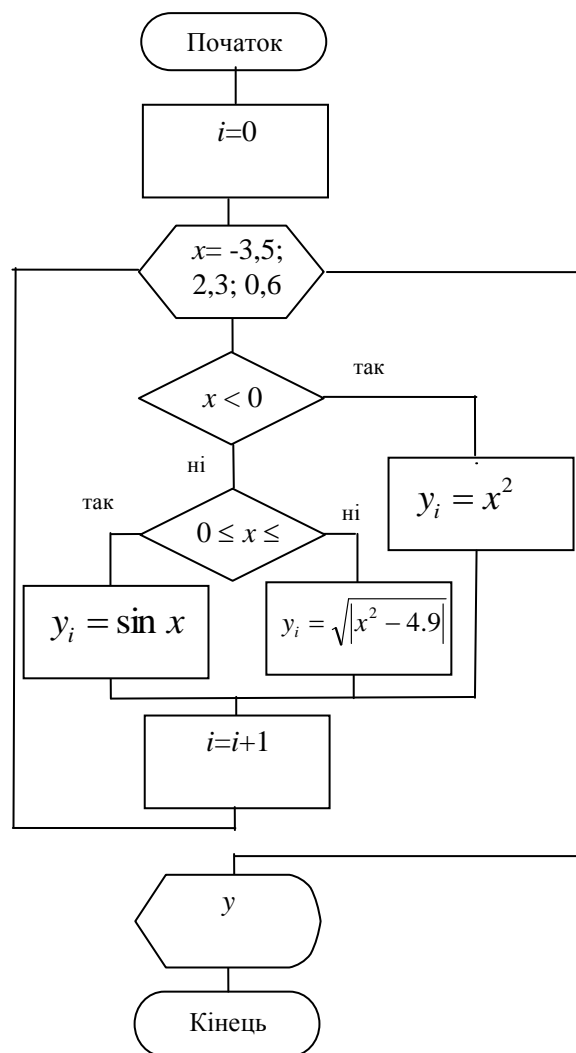 Початок
i=0
x= -3,5;
2,3; 0,6
x < 0
так
ні
y_i = x^2
так
0 ≤ x ≤
ні
y_i = sin x
y_i = √|x^2 − 4.9|
i=i+1
y
Кінець